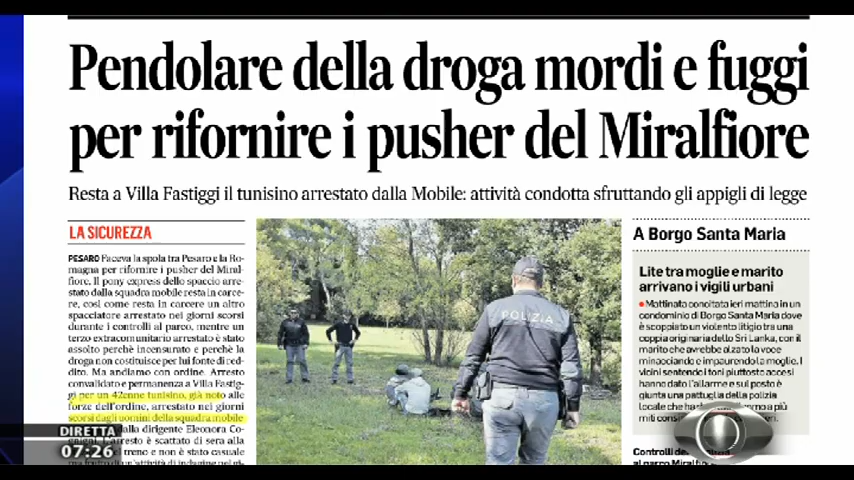 Pendolare della droga mordi e fuggi
per rifornire i pusher del Miralfiore
Resta a Villa Fastiggi il tunisino arrestato dalla Mobile: attività condotta sfruttando gli appigli di legge
LA SICUREZZA
PESARO Faceva la spola tra Pesaro e la Ro-
magna per rifornire i pusher del Miral-
fiore. Il pony express dello spaccio arre-
stato dalla squadra mobile resta in carce-
re, così come resta in carcere un altro
spacciatore arrestato nei giorni scorsi
durante i controlli al parco, mentre un
terzo extracomunitario arrestato è stato
assolto perché incensurato e perché la
droga non costituisce per lui fonte di red-
dito. Ma andiamo con ordine. Arresto
convalidato e permanenza a Villa Fastig-
gi per un 42enne tunisino, già noto alle
forze dell'ordine, arrestato nei giorni
scorsi dagli uomini della squadra mobile
dalla dirigente Eleonora Co-
L'arresto è scattato di sera alla
treno e non è stato casuale
POLIZIA
A Borgo Santa Maria
Lite tra moglie e marito
arrivano i vigili urbani
Mattinata concitata ieri mattina in un
condominio di Borgo Santa Maria dove
è scoppiato un violento litigio tra una
coppia originaria dello Sri Lanka, con il
marito che avrebbe alzato la voce
minacciando e impaurendo la moglie. I
vicini sentendo i toni piuttosto accesi
hanno dato l'allarme e sul posto è
giunta una pattuglia della polizia
locale che
a più
miti
Controlli
al parco
DIRETTA
07:26